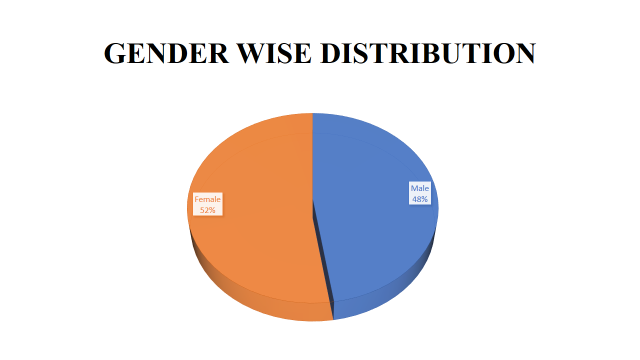 GENDER WISE DISTRIBUTION
Male
48%
Female
52%